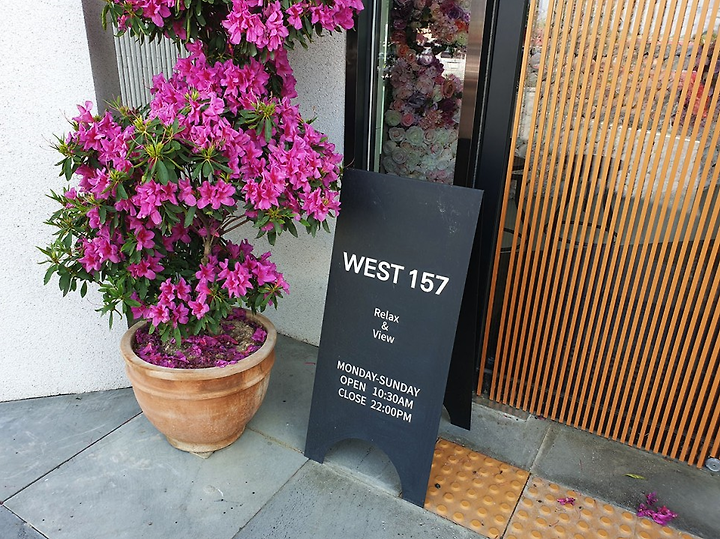 WEST 157
Relax
&
View
MONDAY-SUNDAY
OPEN 10:30AM
CLOSE 22:00PM